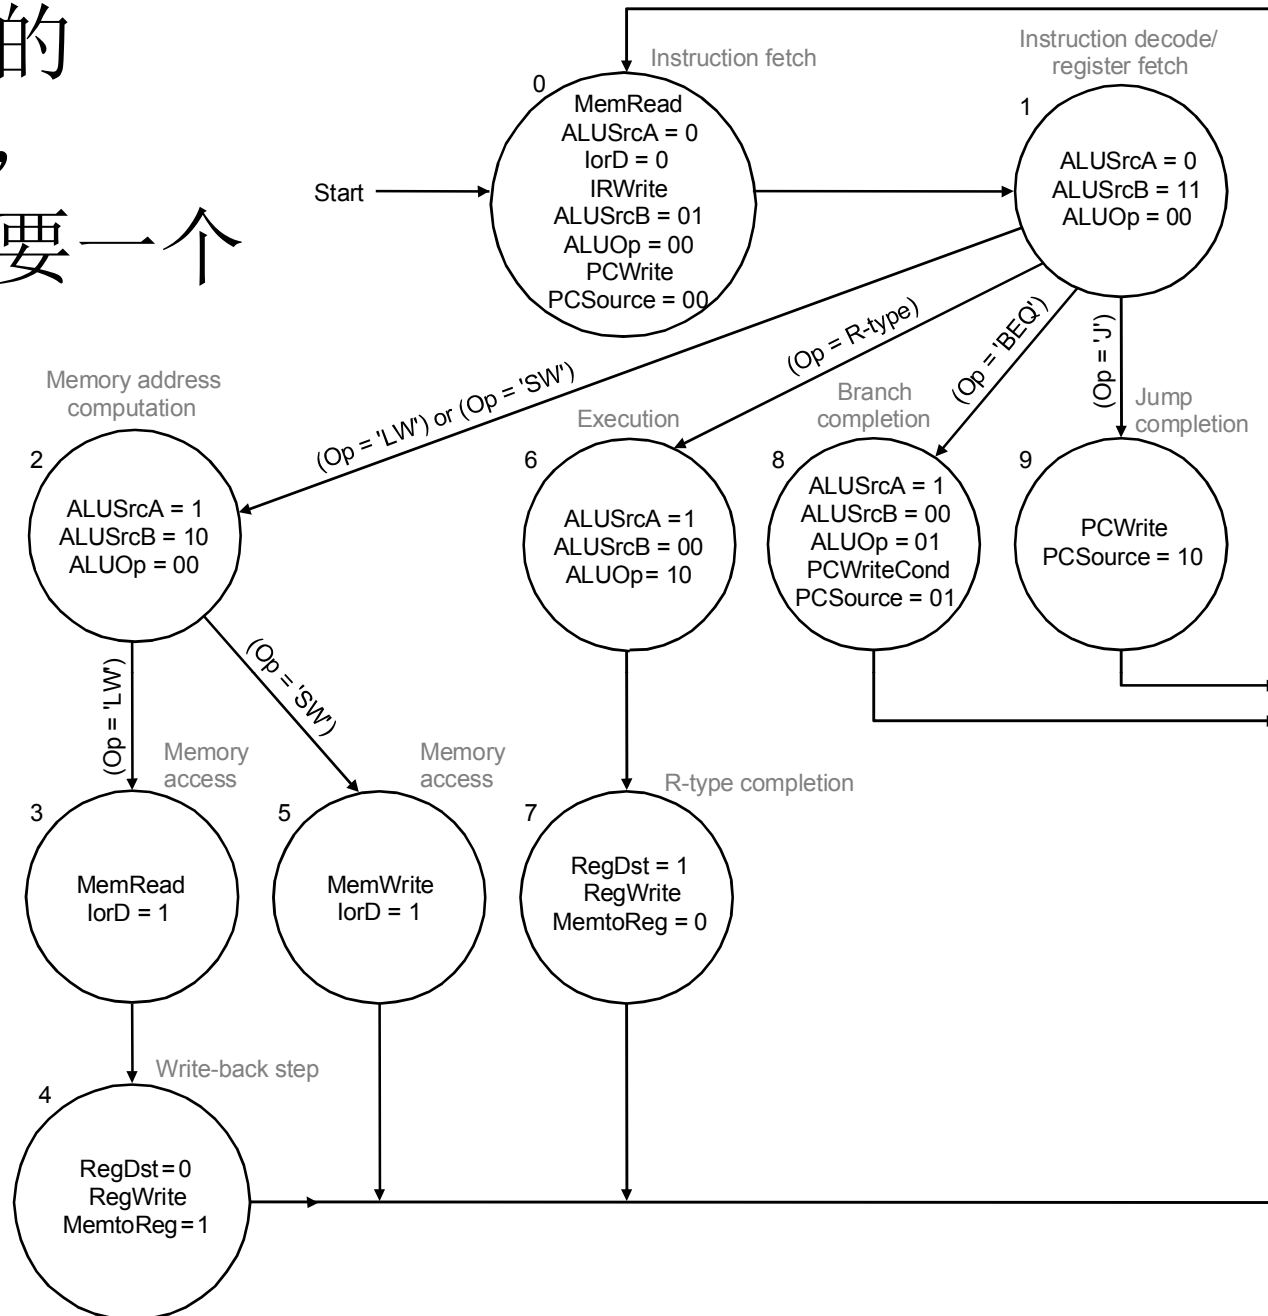 的
，
要一个
Instruction fetch
Instruction decode/
register fetch
0
MemRead
ALUSrcA = 0
IorD = 0
IRWrite
ALUSrcB = 01
ALUOp = 00
PCWrite
PCSource = 00
1
ALUSrcA = 0
ALUSrcB = 11
ALUOp = 00
Start
(Op = 'LW') or (Op = 'SW')
(Op = R-type)
(Op = 'BEQ')
(Op = 'J')
Memory address
computation
2
ALUSrcA = 1
ALUSrcB = 10
ALUOp = 00
Execution
6
ALUSrcA =1
ALUSrcB = 00
ALUOp= 10
Branch
completion
8
ALUSrcA = 1
ALUSrcB = 00
ALUOp = 01
PCWriteCond
PCSource = 01
Jump
completion
9
PCWrite
PCSource = 10
(Op = 'LW')
(Op = 'SW')
Memory
access
3
MemRead
IorD = 1
Memory
access
5
MemWrite
IorD = 1
R-type completion
7
RegDst = 1
RegWrite
MemtoReg = 0
Write-back step
4
RegDst=0
RegWrite
MemtoReg=1